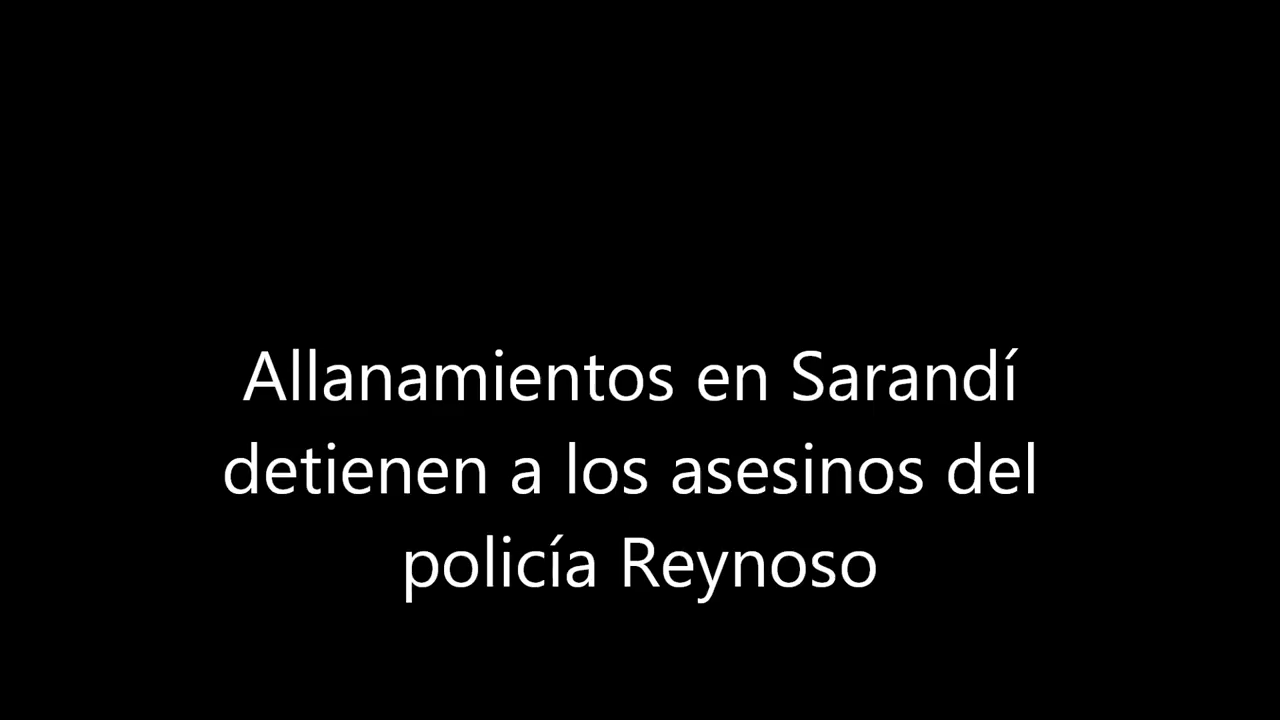 Allanamientos en Sarandí
detienen a los asesinos del
policía Reynoso